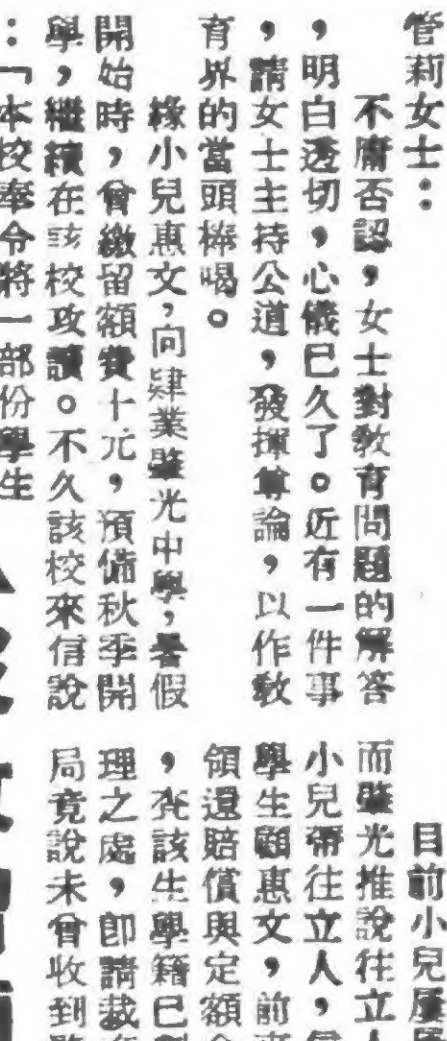 管莉女士：
不庸否認，女士對教育問題的解答
，明白透切，心儀已久了。近有一件事
，請女士主持公道，發揮尊論，以作教
育界的當頭棒喝。
緣小兒惠文，向肄業肇光中學，暑假
開始時，曾繳留額費十元，預備秋季開
學，繼續在該校攻讀。不久該校來信說
：「本校奉令將一部份學生
目前小兒屢
而肇光推說往立人
小兒帶往立人，
學生顧惠文，前
領還賠償與定額
，查該生學籍已
理之處，即請裁
局竟說未曾收到